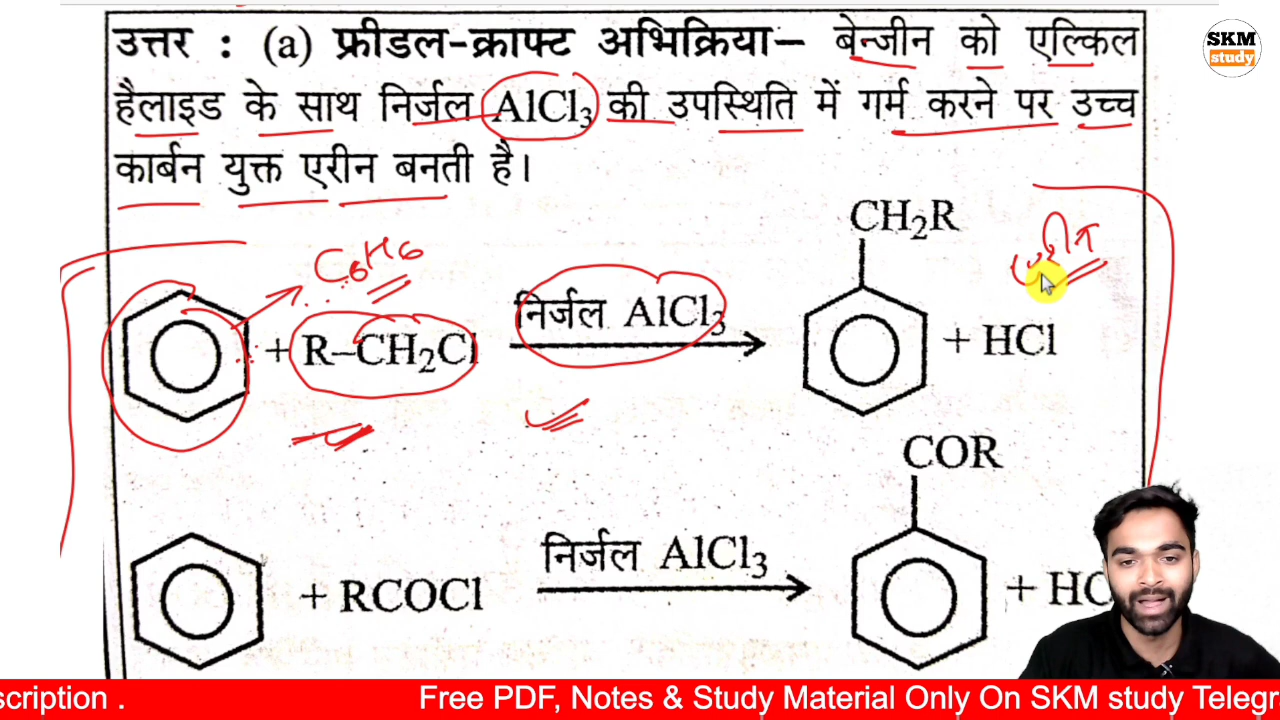 SKM
study
उत्तर : (a) फ्रीडल-क्राफ्ट अभिक्रिया– बेन्जीन को एल्किल
हैलाइड के साथ निर्जल AlCl₃ की उपस्थिति में गर्म करने पर उच्च
कार्बन युक्त एरीन बनती है।
CH₂R
C₆H₆
+ R–CH₂Cl
निर्जल AlCl₃
+ HCl
COR
+ RCOCl
निर्जल AlCl₃
+ HC
scription . Free PDF, Notes & Study Material Only On SKM study Telegr